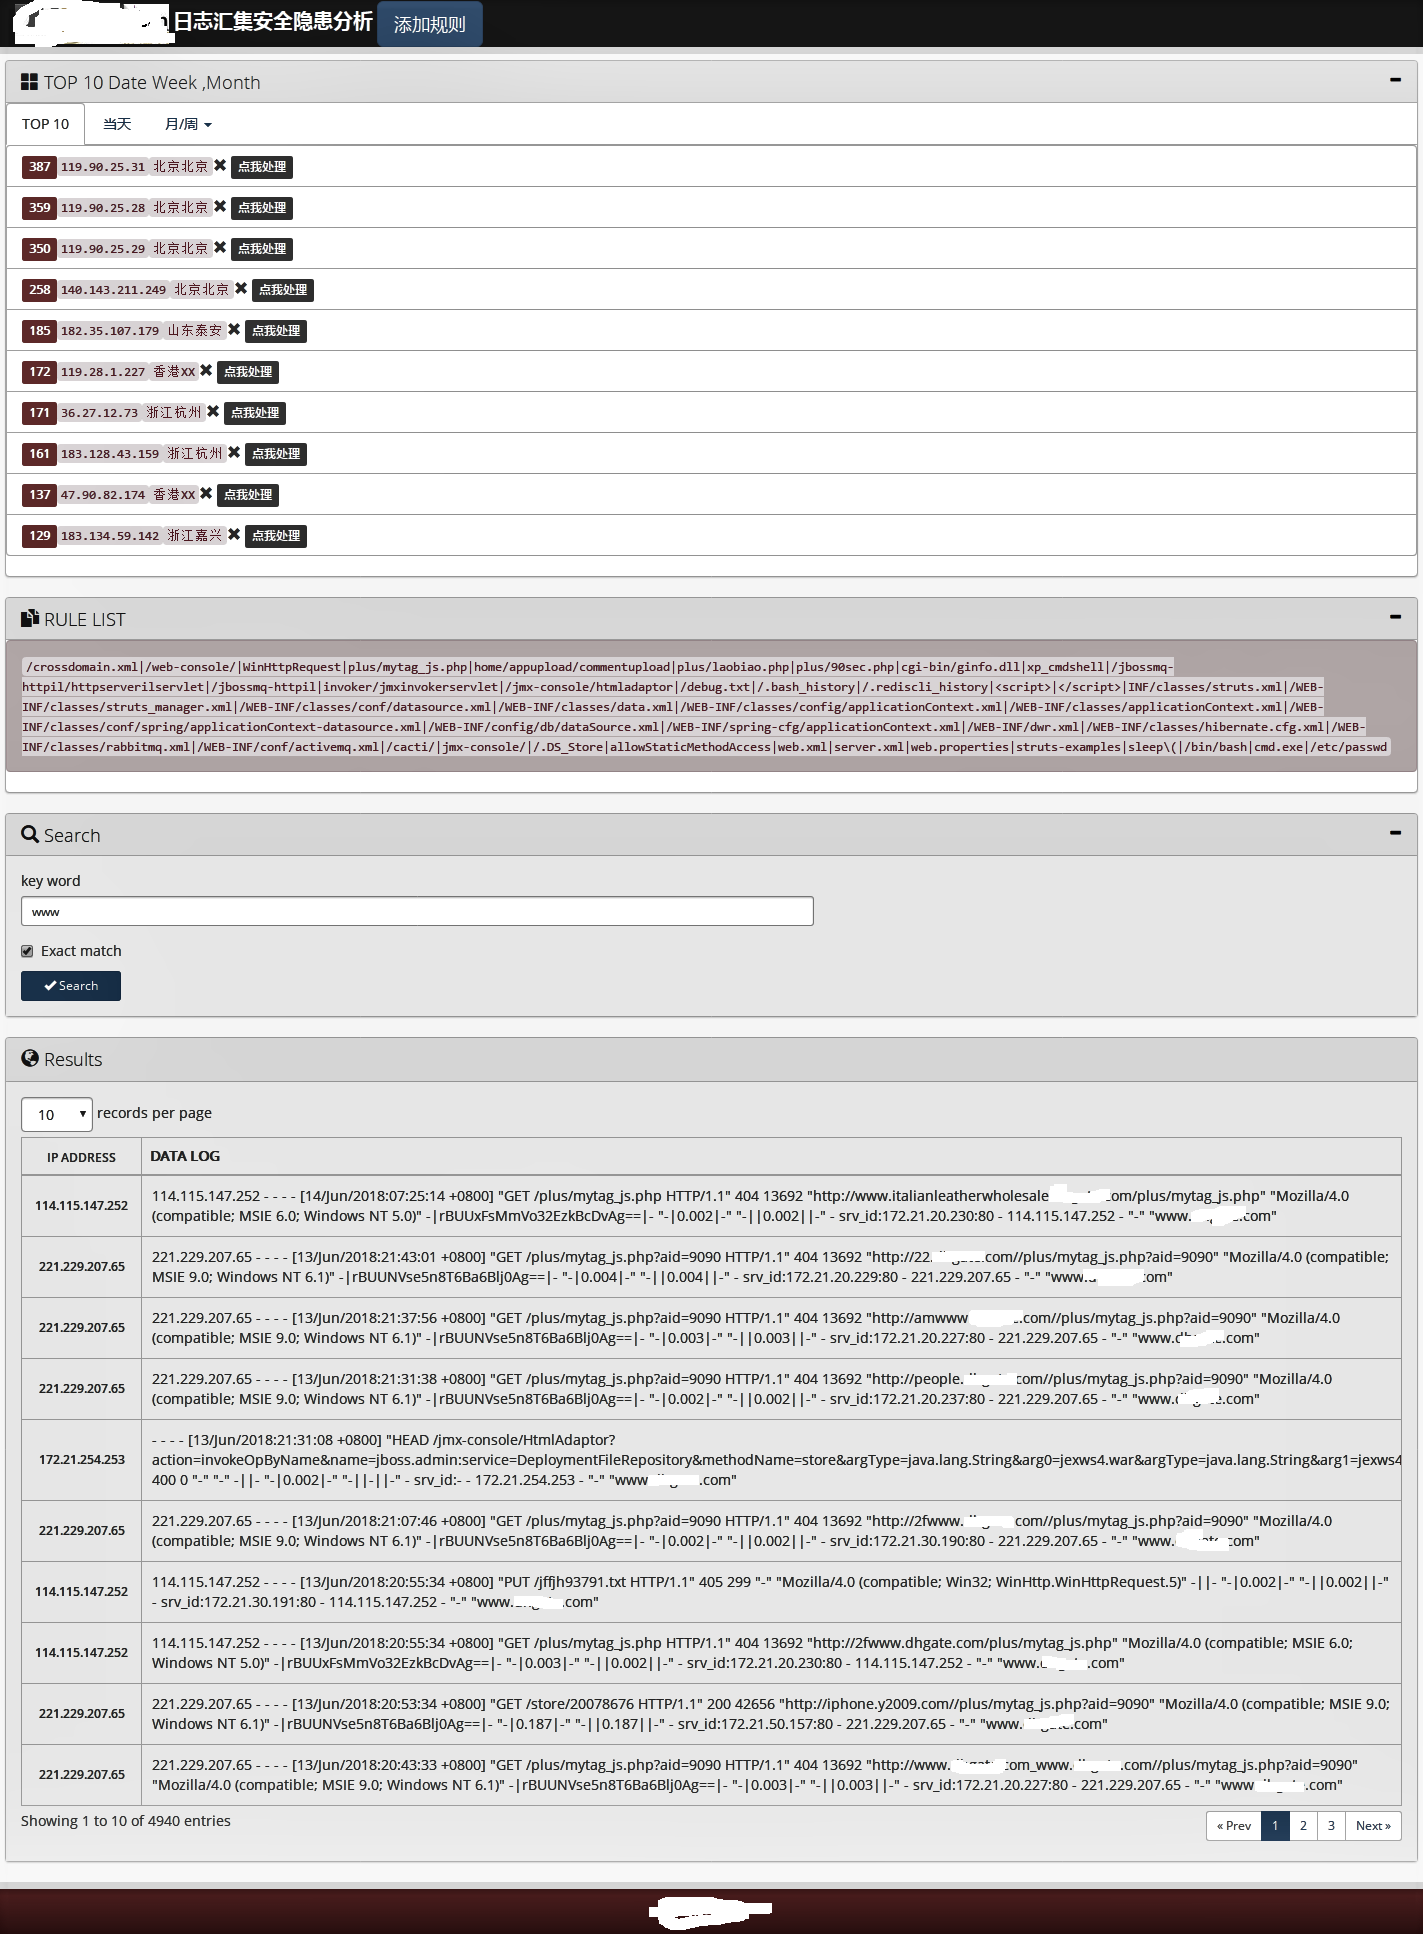 日志汇集安全隐患分析 添加规则
TOP 10 Date Week ,Month
TOP 10 当天 月/周
387 119.90.25.31 北京北京 点我处理
359 119.90.25.28 北京北京 点我处理
350 119.90.25.29 北京北京 点我处理
258 140.143.211.249 北京北京 点我处理
185 182.35.107.179 山东泰安 点我处理
172 119.28.1.227 香港XX 点我处理
171 36.27.12.73 浙江杭州 点我处理
161 183.128.43.159 浙江杭州 点我处理
137 47.90.82.174 香港XX 点我处理
129 183.134.59.142 浙江嘉兴 点我处理
RULE LIST
/crossdomain.xml|/web-console/|WinHttpRequest|plus/mytag_js.php|home/appupload/commentupload|plus/laobiao.php|plus/90sec.php|cgi-bin/ginfo.dll|xp_cmdshell|/jbossmq-
httpil/httpserverilservlet|/jbossmq-httpil|invoker/jmxinvokerservlet|/jmx-console/htmladaptor|/debug.txt|/.bash_history|/.rediscli_history|<script>|</script>|INF/classes/struts.xml|/WEB-
INF/classes/struts_manager.xml|/WEB-INF/classes/conf/datasource.xml|/WEB-INF/classes/data.xml|/WEB-INF/classes/config/applicationContext.xml|/WEB-INF/classes/applicationContext.xml|/WEB-
INF/classes/conf/spring/applicationContext-datasource.xml|/WEB-INF/config/db/dataSource.xml|/WEB-INF/spring-cfg/applicationContext.xml|/WEB-INF/dwr.xml|/WEB-INF/classes/hibernate.cfg.xml|/WEB-
INF/classes/rabbitmq.xml|/WEB-INF/conf/activemq.xml|/cacti/|jmx-console/|/.DS_Store|allowStaticMethodAccess|web.xml|server.xml|web.properties|struts-examples|sleep\(|/bin/bash|cmd.exe|/etc/passwd
Search
key word
www
Exact match
Search
Results
10 records per page
IP ADDRESS DATA LOG
114.115.147.252 114.115.147.252 - - - - [14/Jun/2018:07:25:14 +0800] "GET /plus/mytag_js.php HTTP/1.1" 404 13692 "http://www.italianleatherwholesale om/plus/mytag_js.php" "Mozilla/4.0
(compatible; MSIE 6.0; Windows NT 5.0)" -|rBUUxFsMmVo32EzkBcDvAg==|- "-|0.002|-" "-||0.002||-" - srv_id:172.21.20.230:80 - 114.115.147.252 - "-" "www. om"
221.229.207.65 221.229.207.65 - - - - [13/Jun/2018:21:43:01 +0800] "GET /plus/mytag_js.php?aid=9090 HTTP/1.1" 404 13692 "http://22. com//plus/mytag_js.php?aid=9090" "Mozilla/4.0 (compatible;
MSIE 9.0; Windows NT 6.1)" -|rBUUNVse5n8T6Ba6Blj0Ag==|- "-|0.004|-" "-||0.004||-" - srv_id:172.21.20.229:80 - 221.229.207.65 - "-" "www. om"
221.229.207.65 221.229.207.65 - - - - [13/Jun/2018:21:37:56 +0800] "GET /plus/mytag_js.php?aid=9090 HTTP/1.1" 404 13692 "http://amwww .com//plus/mytag_js.php?aid=9090" "Mozilla/4.0
(compatible; MSIE 9.0; Windows NT 6.1)" -|rBUUNVse5n8T6Ba6Blj0Ag==|- "-|0.003|-" "-||0.003||-" - srv_id:172.21.20.227:80 - 221.229.207.65 - "-" "www. .com"
221.229.207.65 221.229.207.65 - - - - [13/Jun/2018:21:31:38 +0800] "GET /plus/mytag_js.php?aid=9090 HTTP/1.1" 404 13692 "http://people. com//plus/mytag_js.php?aid=9090" "Mozilla/4.0
(compatible; MSIE 9.0; Windows NT 6.1)" -|rBUUNVse5n8T6Ba6Blj0Ag==|- "-|0.002|-" "-||0.002||-" - srv_id:172.21.20.237:80 - 221.229.207.65 - "-" "www. .com"
172.21.254.253 - - - - [13/Jun/2018:21:31:08 +0800] "HEAD /jmx-console/HtmlAdaptor?
action=invokeOpByName&name=jboss.admin:service=DeploymentFileRepository&methodName=store&argType=java.lang.String&arg0=jexws4.war&argType=java.lang.String&arg1=jexws4
400 0 "-" "-" -||- "-|0.002|-" "-||-||-" - srv_id:- - 172.21.254.253 - "-" "www .com"
221.229.207.65 221.229.207.65 - - - - [13/Jun/2018:21:07:46 +0800] "GET /plus/mytag_js.php?aid=9090 HTTP/1.1" 404 13692 "http://2fwww. com//plus/mytag_js.php?aid=9090" "Mozilla/4.0
(compatible; MSIE 9.0; Windows NT 6.1)" -|rBUUNVse5n8T6Ba6Blj0Ag==|- "-|0.002|-" "-||0.002||-" - srv_id:172.21.30.190:80 - 221.229.207.65 - "-" "www. om"
114.115.147.252 114.115.147.252 - - - - [13/Jun/2018:20:55:34 +0800] "PUT /jffjh93791.txt HTTP/1.1" 405 299 "-" "Mozilla/4.0 (compatible; Win32; WinHttp.WinHttpRequest.5)" -||- "-|0.002|-" "-||0.002||-"
- srv_id:172.21.30.191:80 - 114.115.147.252 - "-" "www. .com"
114.115.147.252 114.115.147.252 - - - - [13/Jun/2018:20:55:34 +0800] "GET /plus/mytag_js.php HTTP/1.1" 404 13692 "http://2fwww.dhgate.com/plus/mytag_js.php" "Mozilla/4.0 (compatible; MSIE 6.0;
Windows NT 5.0)" -|rBUUxFsMmVo32EzkBcDvAg==|- "-|0.003|-" "-||0.002||-" - srv_id:172.21.20.230:80 - 114.115.147.252 - "-" "www. .com"
221.229.207.65 221.229.207.65 - - - - [13/Jun/2018:20:53:34 +0800] "GET /store/20078676 HTTP/1.1" 200 42656 "http://iphone.y2009.com//plus/mytag_js.php?aid=9090" "Mozilla/4.0 (compatible; MSIE 9.0;
Windows NT 6.1)" -|rBUUNVse5n8T6Ba6Blj0Ag==|- "-|0.187|-" "-||0.187||-" - srv_id:172.21.50.157:80 - 221.229.207.65 - "-" "www. .com"
221.229.207.65 221.229.207.65 - - - - [13/Jun/2018:20:43:33 +0800] "GET /plus/mytag_js.php?aid=9090 HTTP/1.1" 404 13692 "http://www. om_www. .com//plus/mytag_js.php?aid=9090"
"Mozilla/4.0 (compatible; MSIE 9.0; Windows NT 6.1)" -|rBUUNVse5n8T6Ba6Blj0Ag==|- "-|0.003|-" "-||0.003||-" - srv_id:172.21.20.227:80 - 221.229.207.65 - "-" "www .com"
Showing 1 to 10 of 4940 entries
« Prev 1 2 3 Next »